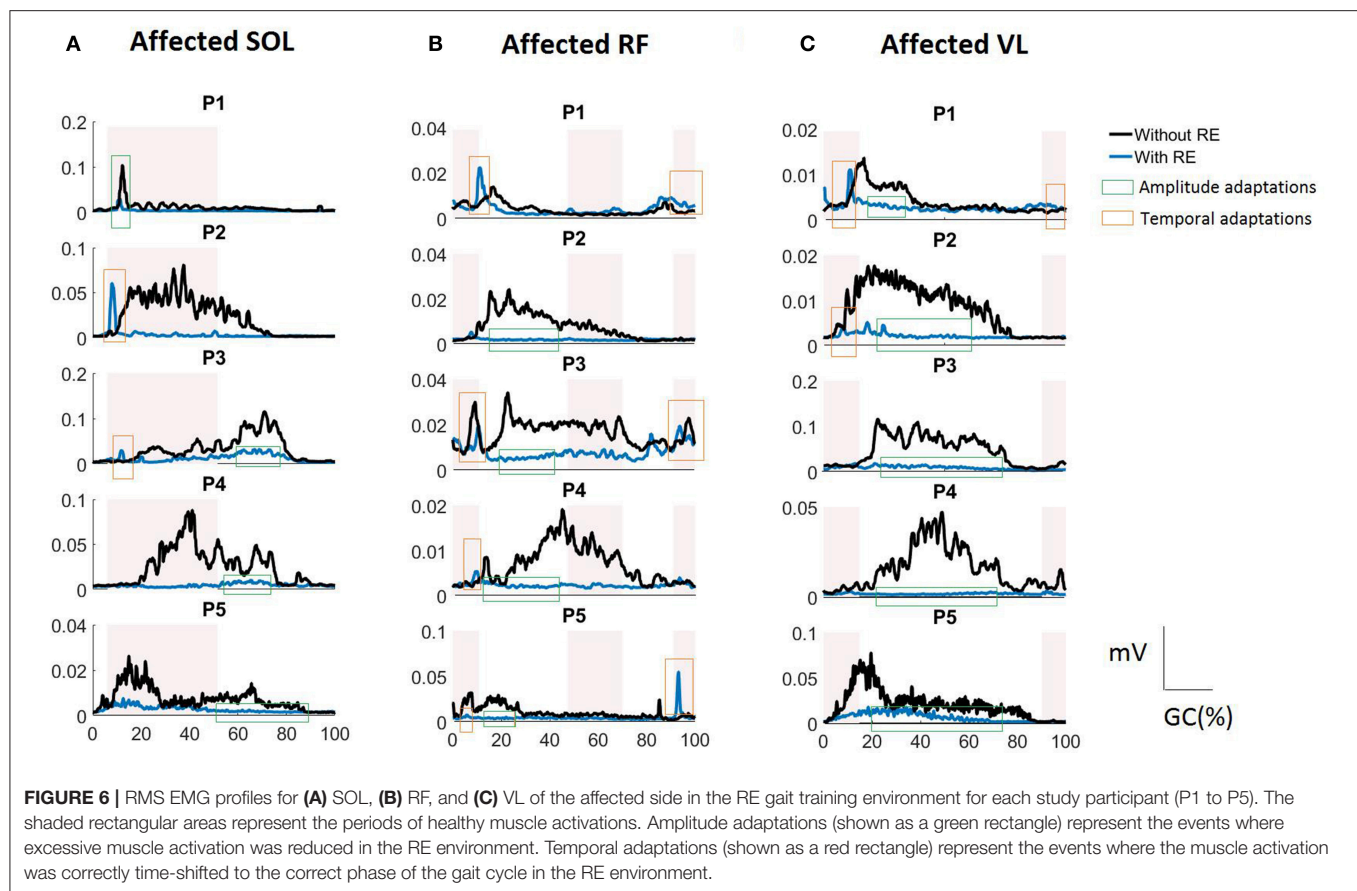 A Affected SOL
P1
0.2
0.1
0
P2
0.1
0.05
0
P3
0.2
0.1
0
P4
0.1
0.05
0
P5
0.04
0.02
0
0 20 40 60 80 100
B Affected RF
P1
0.04
0.02
0
P2
0.04
0.02
0
P3
0.04
0.02
0
P4
0.02
0.01
0
P5
0.1
0.05
0
0 20 40 60 80 100
C Affected VL
P1
0.02
0.01
0
P2
0.02
0.01
0
P3
0.2
0.1
0
P4
0.05
0
P5
0.1
0.05
0
0 20 40 60 80 100
Without RE
With RE
Amplitude adaptations
Temporal adaptations
mV
GC(%)
FIGURE 6 | RMS EMG profiles for (A) SOL, (B) RF, and (C) VL of the affected side in the RE gait training environment for each study participant (P1 to P5). The
shaded rectangular areas represent the periods of healthy muscle activations. Amplitude adaptations (shown as a green rectangle) represent the events where
excessive muscle activation was reduced in the RE environment. Temporal adaptations (shown as a red rectangle) represent the events where the muscle activation
was correctly time-shifted to the correct phase of the gait cycle in the RE environment.